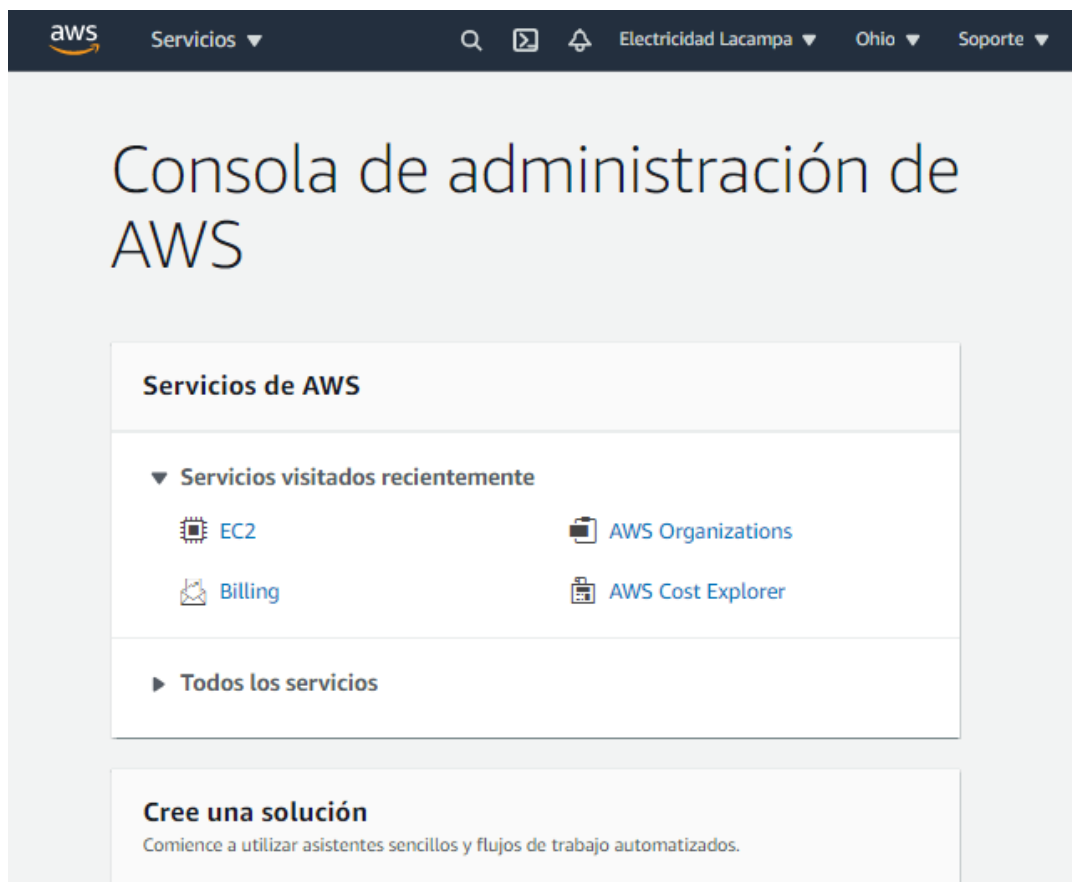 aws Servicios Electricidad Lacampa Ohio Soporte
Consola de administración de
AWS
Servicios de AWS
Servicios visitados recientemente
EC2 AWS Organizations
Billing AWS Cost Explorer
Todos los servicios
Cree una solución
Comience a utilizar asistentes sencillos y flujos de trabajo automatizados.